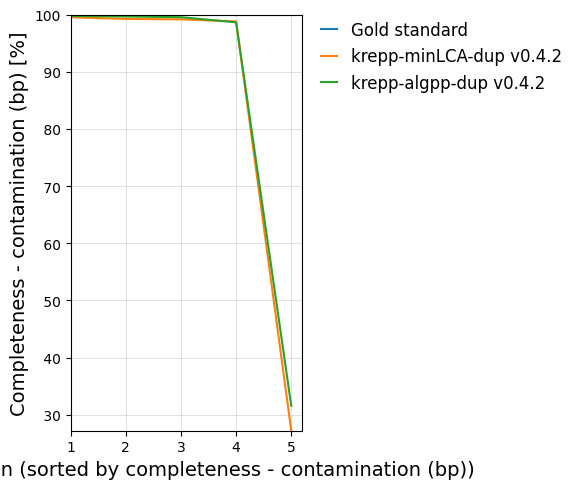 Completeness - contamination (bp) [%]
100
90
80
70
60
50
40
30
1 2 3 4 5
n (sorted by completeness - contamination (bp))
Gold standard
krepp-minLCA-dup v0.4.2
krepp-algpp-dup v0.4.2